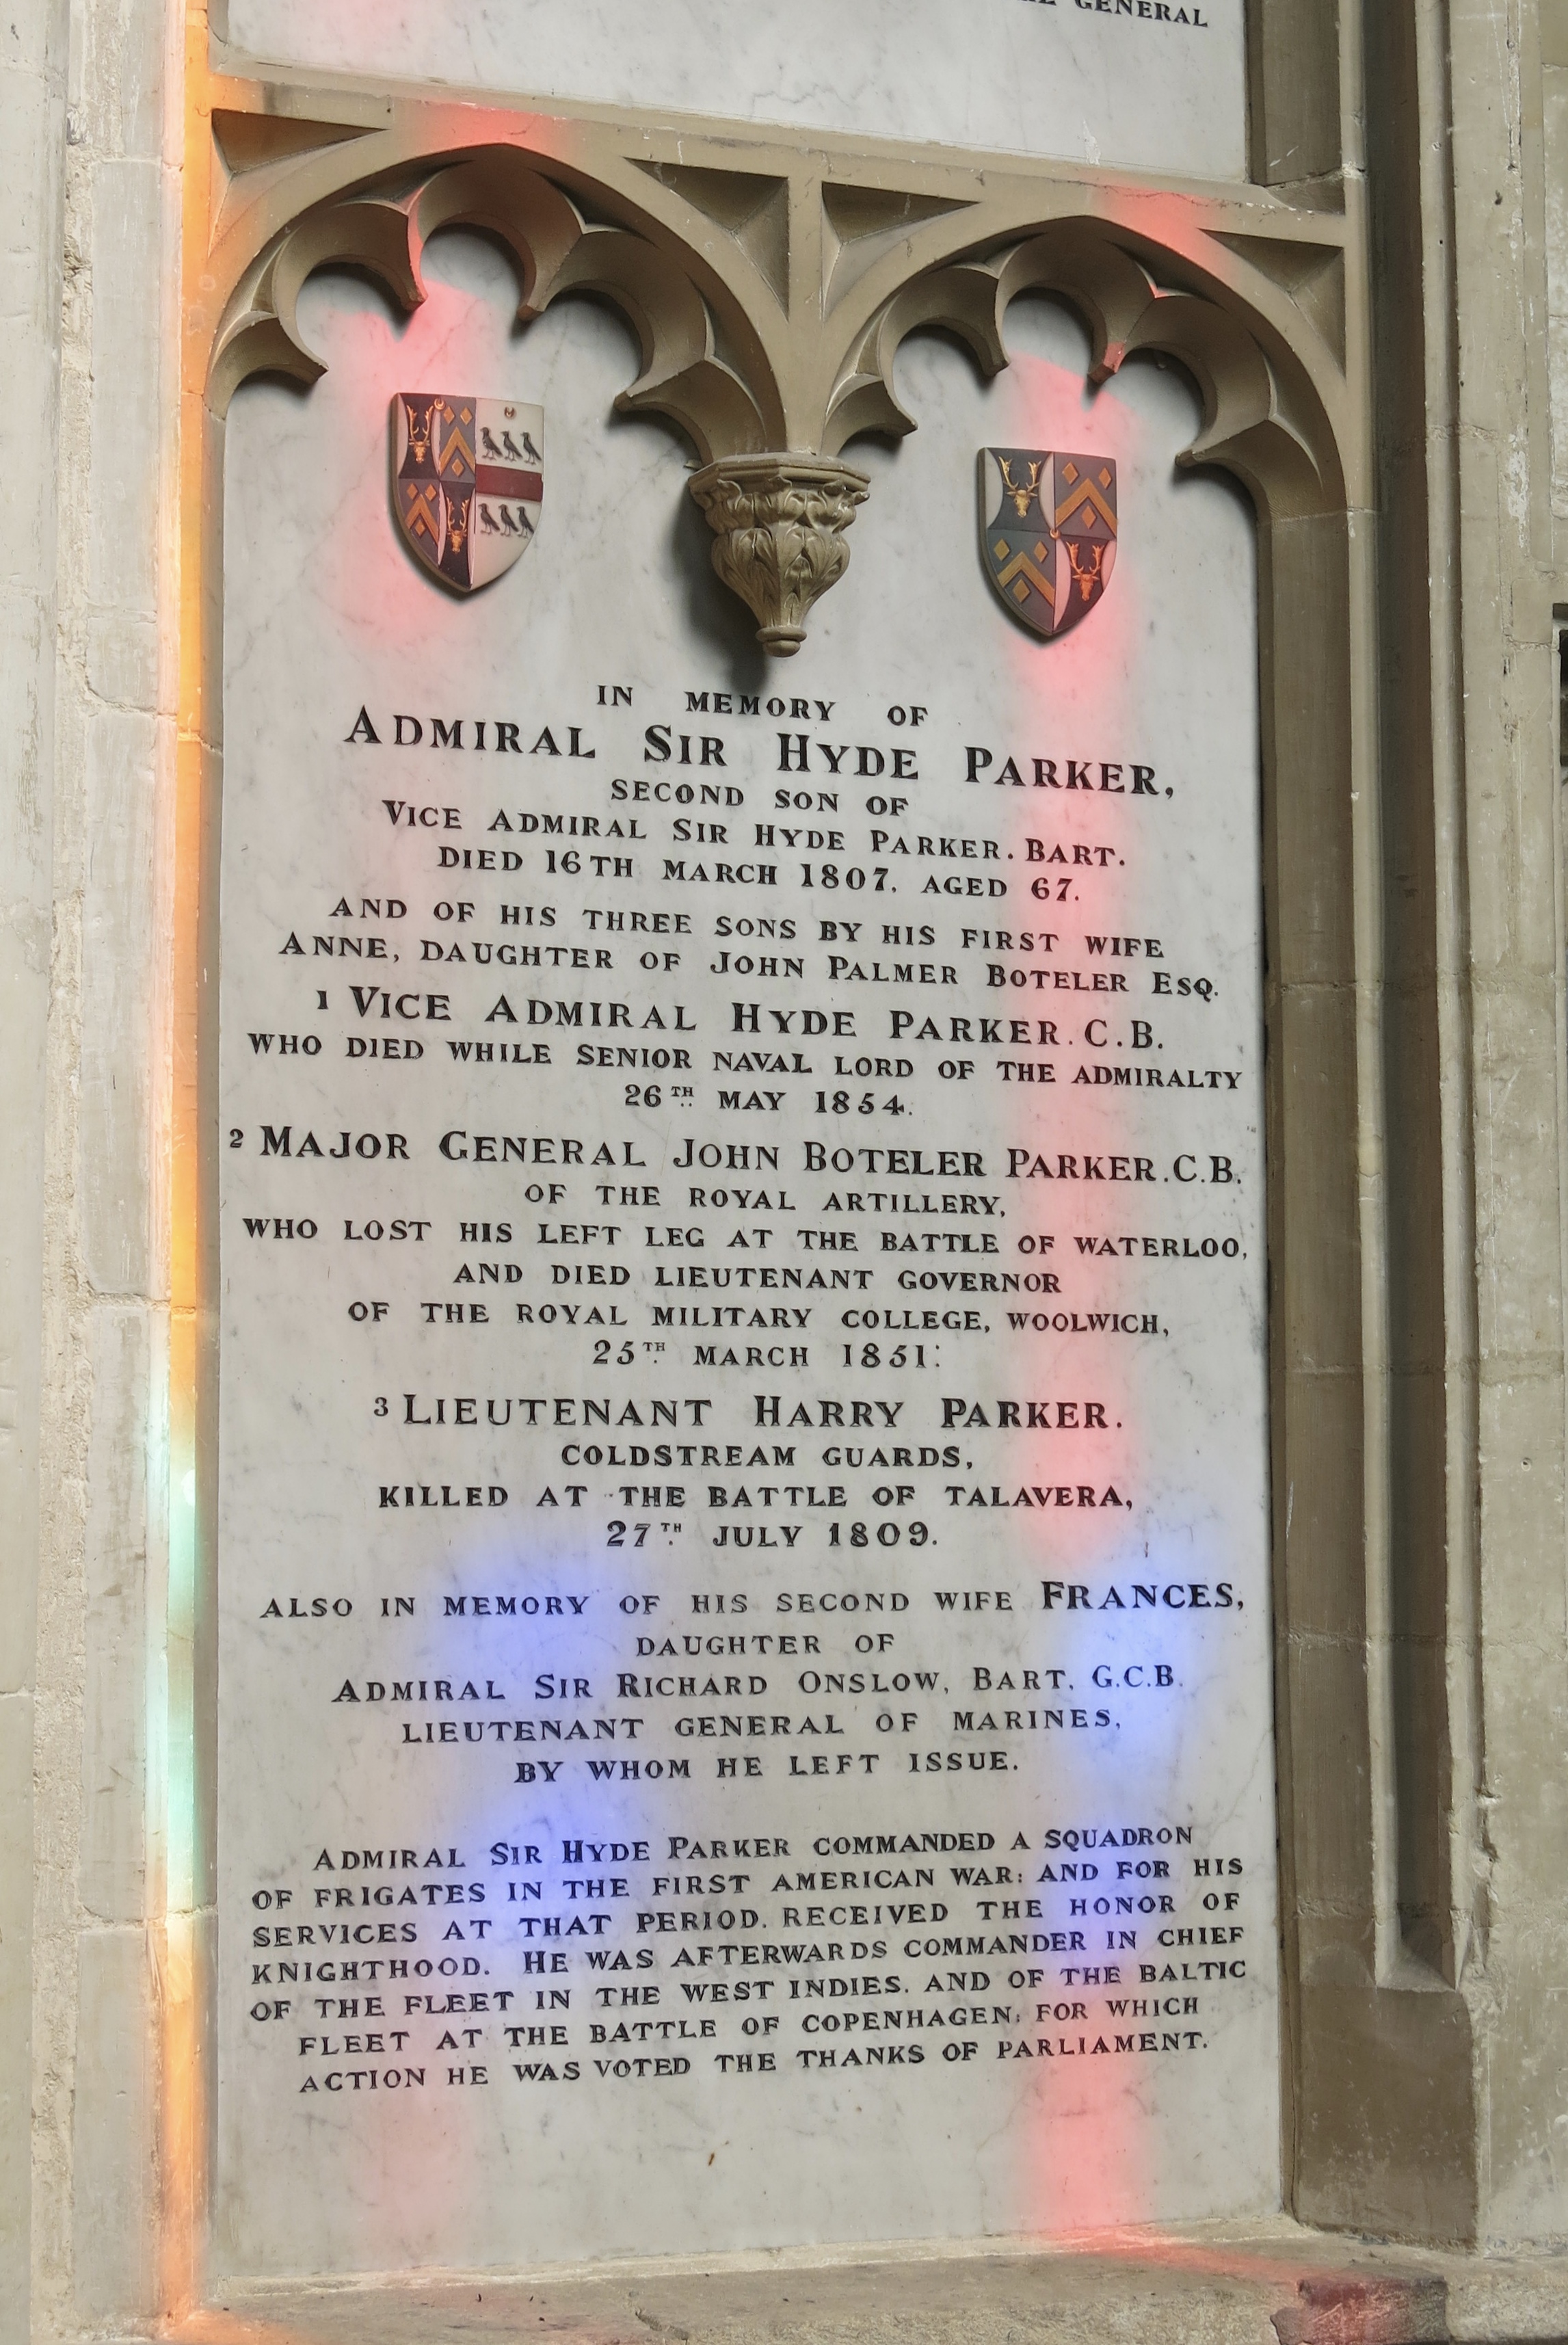 GENERAL
IN MEMORY OF
ADMIRAL SIR HYDE PARKER,
SECOND SON OF
VICE ADMIRAL SIR HYDE PARKER. BART.
DIED 16TH MARCH 1807. AGED 67.
AND OF HIS THREE SONS BY HIS FIRST WIFE
ANNE, DAUGHTER OF JOHN PALMER BOTELER ESQ.
1 VICE ADMIRAL HYDE PARKER. C.B.
WHO DIED WHILE SENIOR NAVAL LORD OF THE ADMIRALTY
26TH MAY 1854.
2 MAJOR GENERAL JOHN BOTELER PARKER. C.B.
OF THE ROYAL ARTILLERY,
WHO LOST HIS LEFT LEG AT THE BATTLE OF WATERLOO,
AND DIED LIEUTENANT GOVERNOR
OF THE ROYAL MILITARY COLLEGE, WOOLWICH,
25TH MARCH 1851:
3 LIEUTENANT HARRY PARKER.
COLDSTREAM GUARDS,
KILLED AT THE BATTLE OF TALAVERA,
27TH JULY 1809.
ALSO IN MEMORY OF HIS SECOND WIFE FRANCES,
DAUGHTER OF
ADMIRAL SIR RICHARD ONSLOW, BART. G.C.B.
LIEUTENANT GENERAL OF MARINES,
BY WHOM HE LEFT ISSUE.
ADMIRAL SIR HYDE PARKER COMMANDED A SQUADRON
OF FRIGATES IN THE FIRST AMERICAN WAR: AND FOR HIS
SERVICES AT THAT PERIOD. RECEIVED THE HONOR OF
KNIGHTHOOD. HE WAS AFTERWARDS COMMANDER IN CHIEF
OF THE FLEET IN THE WEST INDIES. AND OF THE BALTIC
FLEET AT THE BATTLE OF COPENHAGEN; FOR WHICH
ACTION HE WAS VOTED THE THANKS OF PARLIAMENT.